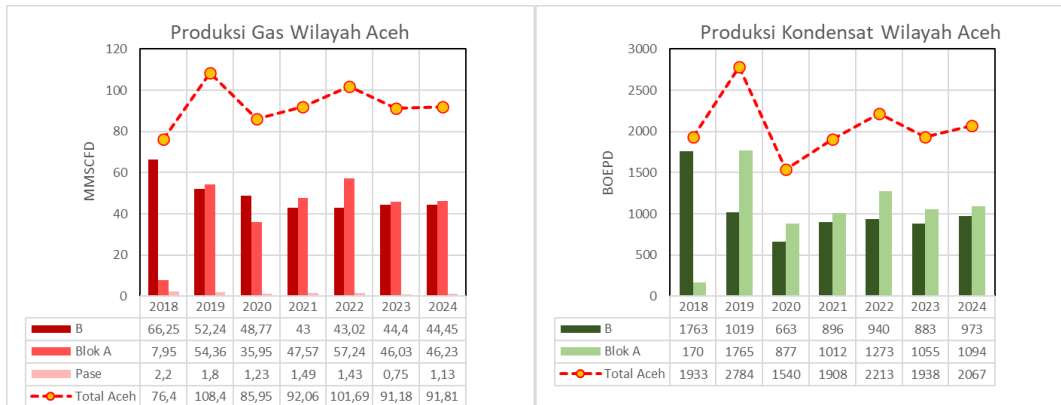 Produksi Gas Wilayah Aceh
MMSCFD
120
100
80
60
40
20
0
2018 2019 2020 2021 2022 2023 2024
B 66,25 52,24 48,77 43 43,02 44,4 44,45
Blok A 7,95 54,36 35,95 47,57 57,24 46,03 46,23
Pase 2,2 1,8 1,23 1,49 1,43 0,75 1,13
Total Aceh 76,4 108,4 85,95 92,06 101,69 91,18 91,81
Produksi Kondensat Wilayah Aceh
BOEPD
3000
2500
2000
1500
1000
500
0
2018 2019 2020 2021 2022 2023 2024
B 1763 1019 663 896 940 883 973
Blok A 170 1765 877 1012 1273 1055 1094
Total Aceh 1933 2784 1540 1908 2213 1938 2067